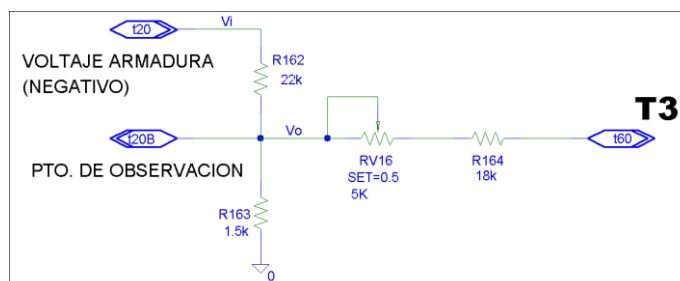 t20
Vi
VOLTAJE ARMADURA
(NEGATIVO)
R162
22k
T3
t20B
Vo
t60
PTO. DE OBSERVACION
RV16
SET=0.5
5K
R164
18k
R163
1.5k
0